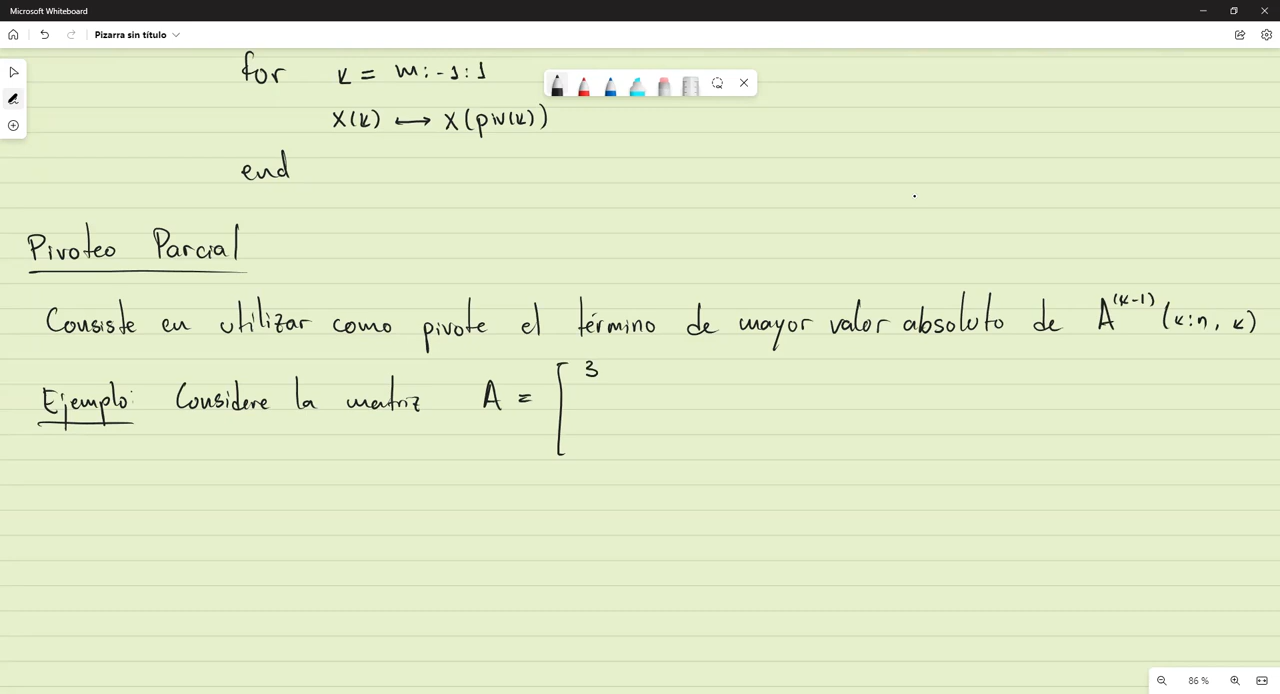 Microsoft Whiteboard
Pizarra sin título
for k = m:-1:1
x(k) ⟷ x(piv(k))
end
Pivoteo Parcial
Consiste en utilizar como pivote el término de mayor valor absoluto de A^(k-1) (k:n, k)
Ejemplo: Considere la matriz A = [ 3
86 %